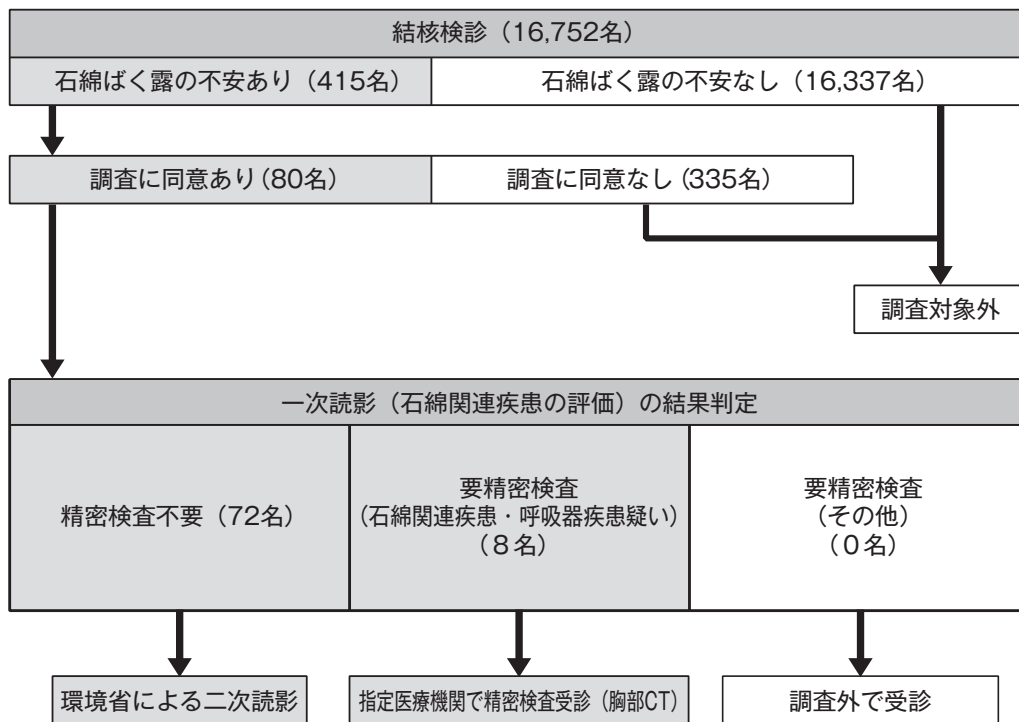 結核検診（16,752名）
石綿ばく露の不安あり（415名）
石綿ばく露の不安なし（16,337名）
調査に同意あり（80名）
調査に同意なし（335名）
調査対象外
一次読影（石綿関連疾患の評価）の結果判定
精密検査不要（72名）
要精密検査
（石綿関連疾患・呼吸器疾患疑い）
（8名）
要精密検査
（その他）
（0名）
環境省による二次読影
指定医療機関で精密検査受診（胸部CT）
調査外で受診